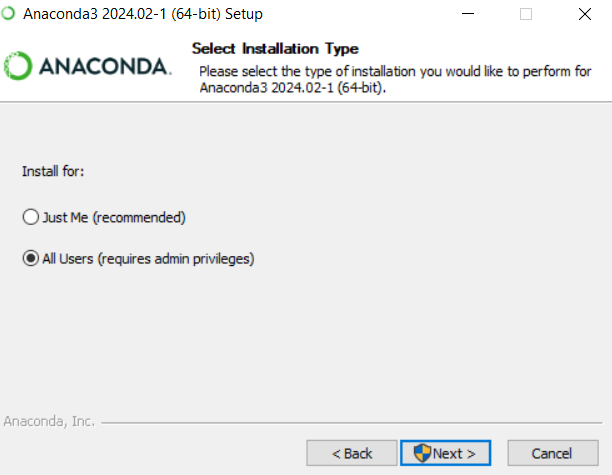 Anaconda3 2024.02-1 (64-bit) Setup
ANACONDA.
Select Installation Type
Please select the type of installation you would like to perform for
Anaconda3 2024.02-1 (64-bit).
Install for:
Just Me (recommended)
All Users (requires admin privileges)
Anaconda, Inc.
< Back Next > Cancel